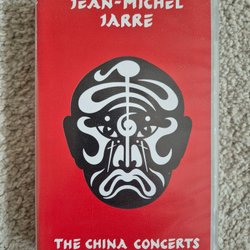 JEAN-MICHEL
JARRE
THE CHINA CONCERTS